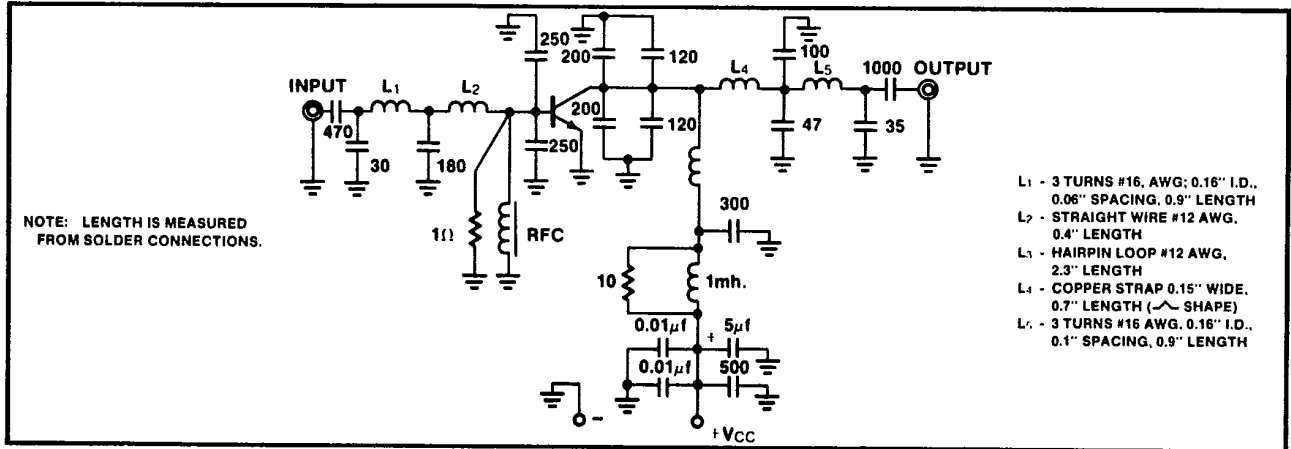 250
200
120
100
1000
OUTPUT
INPUT
L1
L2
L4
L5
470
30
180
250
200
120
47
35
NOTE: LENGTH IS MEASURED
FROM SOLDER CONNECTIONS.
1Ω
RFC
300
10
1mh.
0.01µf
+
5µf
0.01µf
500
-
+VCC
L1 - 3 TURNS #16, AWG; 0.16" I.D.,
0.06" SPACING, 0.9" LENGTH
L2 - STRAIGHT WIRE #12 AWG,
0.4" LENGTH
L3 - HAIRPIN LOOP #12 AWG,
2.3" LENGTH
L4 - COPPER STRAP 0.15" WIDE,
0.7" LENGTH ( SHAPE)
L5 - 3 TURNS #16 AWG. 0.16" I.D.,
0.1" SPACING, 0.9" LENGTH